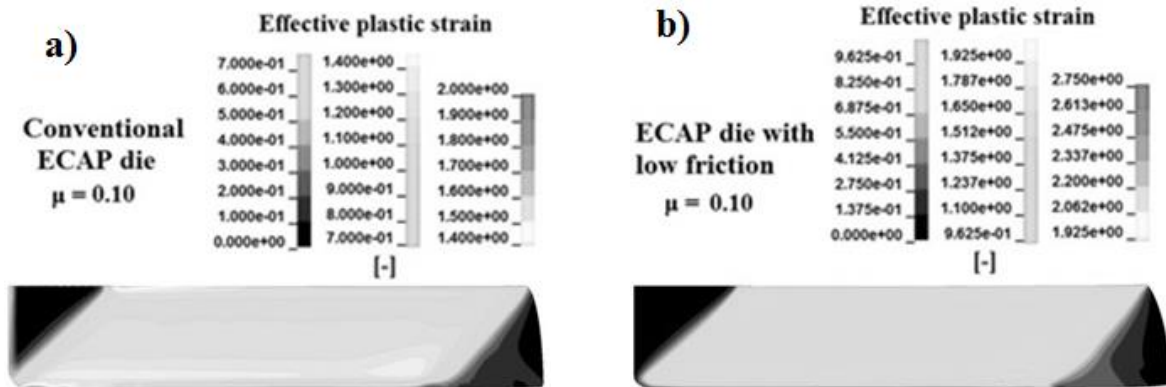 a)
Effective plastic strain
Conventional
ECAP die
μ = 0.10
7.000e-01
6.000e-01
5.000e-01
4.000e-01
3.000e-01
2.000e-01
1.000e-01
0.000e+00
1.400e+00
1.300e+00
1.200e+00
1.100e+00
1.000e+00
9.000e-01
8.000e-01
7.000e-01
2.000e+00
1.900e+00
1.800e+00
1.700e+00
1.600e+00
1.500e+00
1.400e+00
[-]
b)
Effective plastic strain
ECAP die with
low friction
μ = 0.10
9.625e-01
8.250e-01
6.875e-01
5.500e-01
4.125e-01
2.750e-01
1.375e-01
0.000e+00
1.925e+00
1.787e+00
1.650e+00
1.512e+00
1.375e+00
1.237e+00
1.100e+00
9.625e-01
2.750e+00
2.613e+00
2.475e+00
2.337e+00
2.200e+00
2.062e+00
1.925e+00
[-]